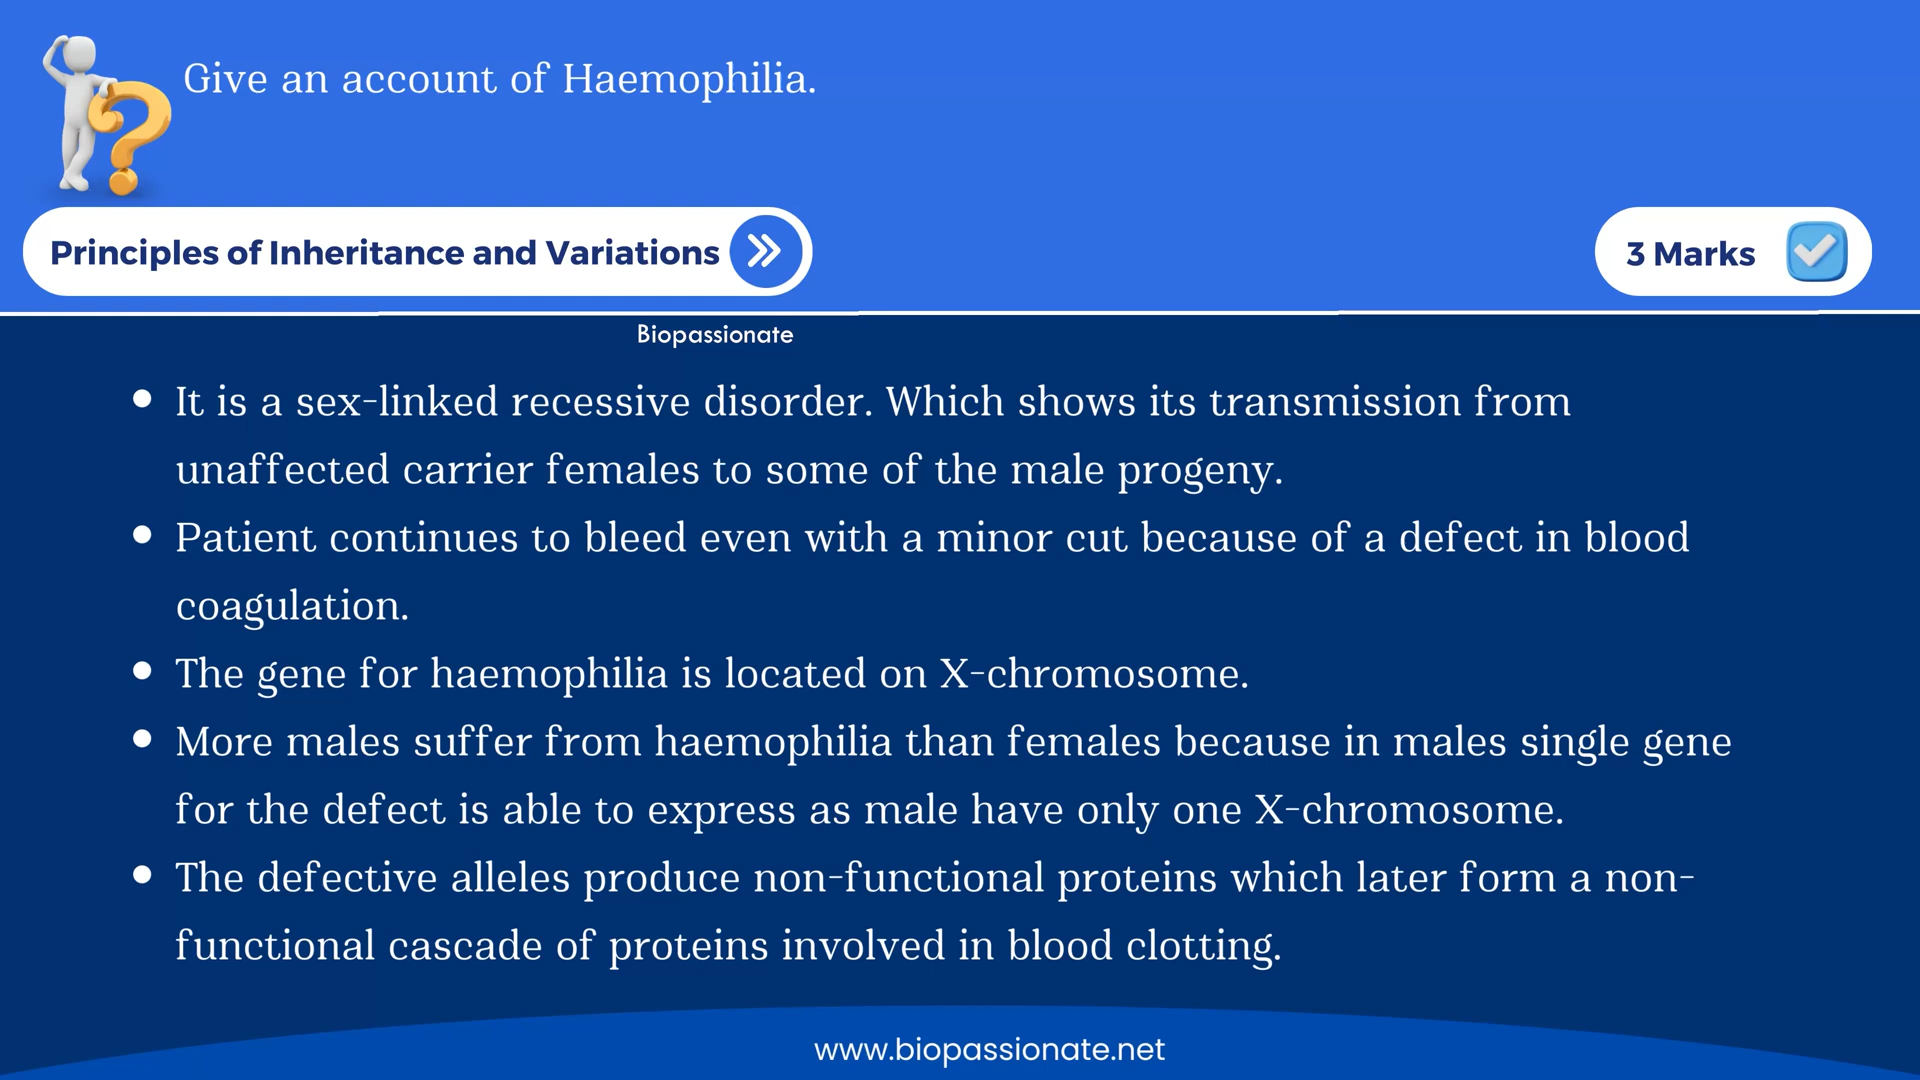 Give an account of Haemophilia.
Principles of Inheritance and Variations
3 Marks
Biopassionate
• It is a sex-linked recessive disorder. Which shows its transmission from
unaffected carrier females to some of the male progeny.
• Patient continues to bleed even with a minor cut because of a defect in blood
coagulation.
• The gene for haemophilia is located on X-chromosome.
• More males suffer from haemophilia than females because in males single gene
for the defect is able to express as male have only one X-chromosome.
• The defective alleles produce non-functional proteins which later form a non-
functional cascade of proteins involved in blood clotting.
www.biopassionate.net